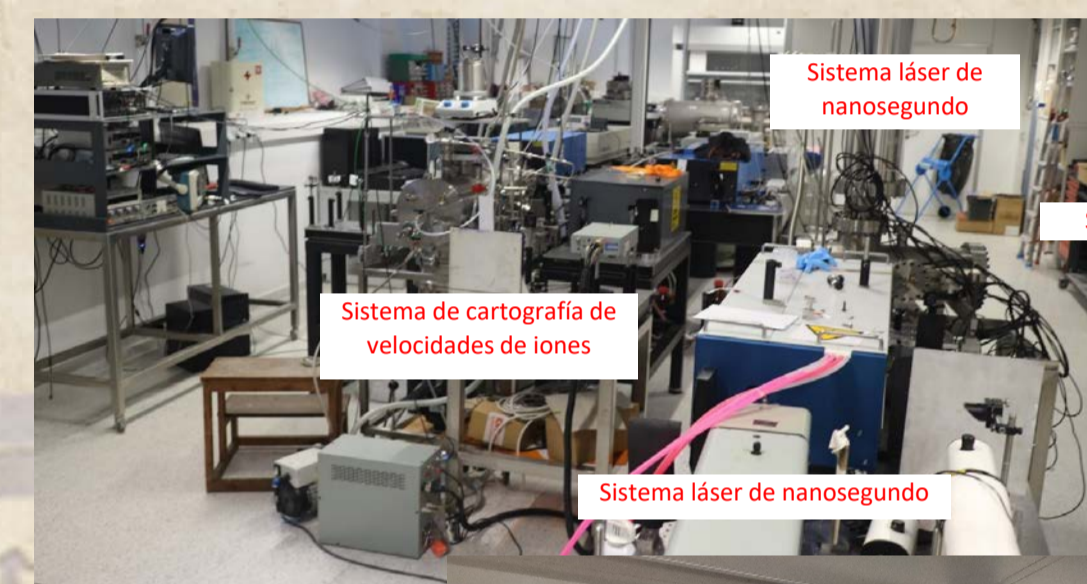 Sistema láser de
nanosegundo
Sistema de cartografía de
velocidades de iones
Sistema láser de nanosegundo